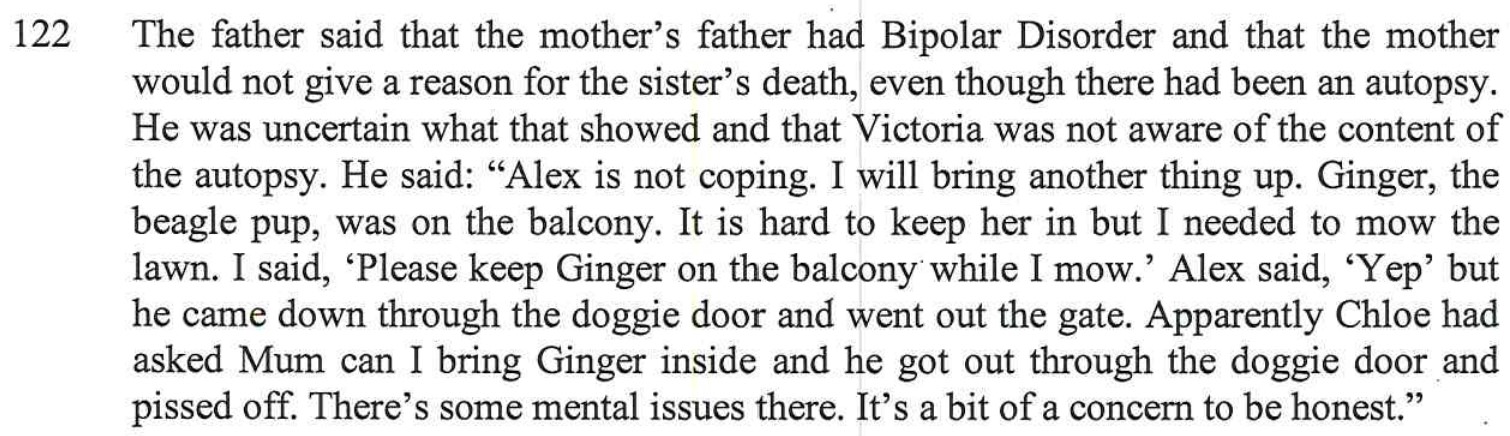 122 The father said that the mother’s father had Bipolar Disorder and that the mother
would not give a reason for the sister’s death, even though there had been an autopsy.
He was uncertain what that showed and that Victoria was not aware of the content of
the autopsy. He said: “Alex is not coping. I will bring another thing up. Ginger, the
beagle pup, was on the balcony. It is hard to keep her in but I needed to mow the
lawn. I said, ‘Please keep Ginger on the balcony while I mow.’ Alex said, ‘Yep’ but
he came down through the doggie door and went out the gate. Apparently Chloe had
asked Mum can I bring Ginger inside and he got out through the doggie door and
pissed off. There’s some mental issues there. It’s a bit of a concern to be honest.”